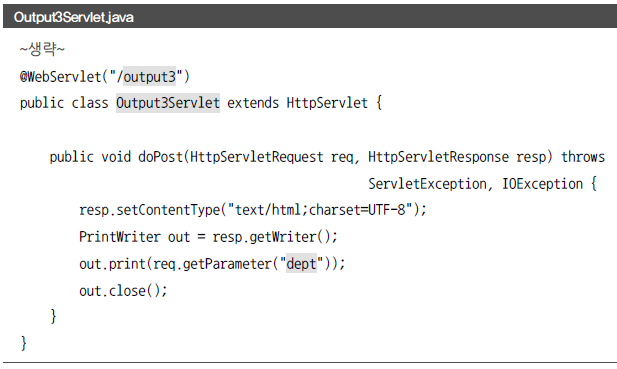 Output3Servlet.java
~생략~
@WebServlet("/output3")
public class Output3Servlet extends HttpServlet {
public void doPost(HttpServletRequest req, HttpServletResponse resp) throws
ServletException, IOException {
resp.setContentType("text/html;charset=UTF-8");
PrintWriter out = resp.getWriter();
out.print(req.getParameter("dept"));
out.close();
}
}